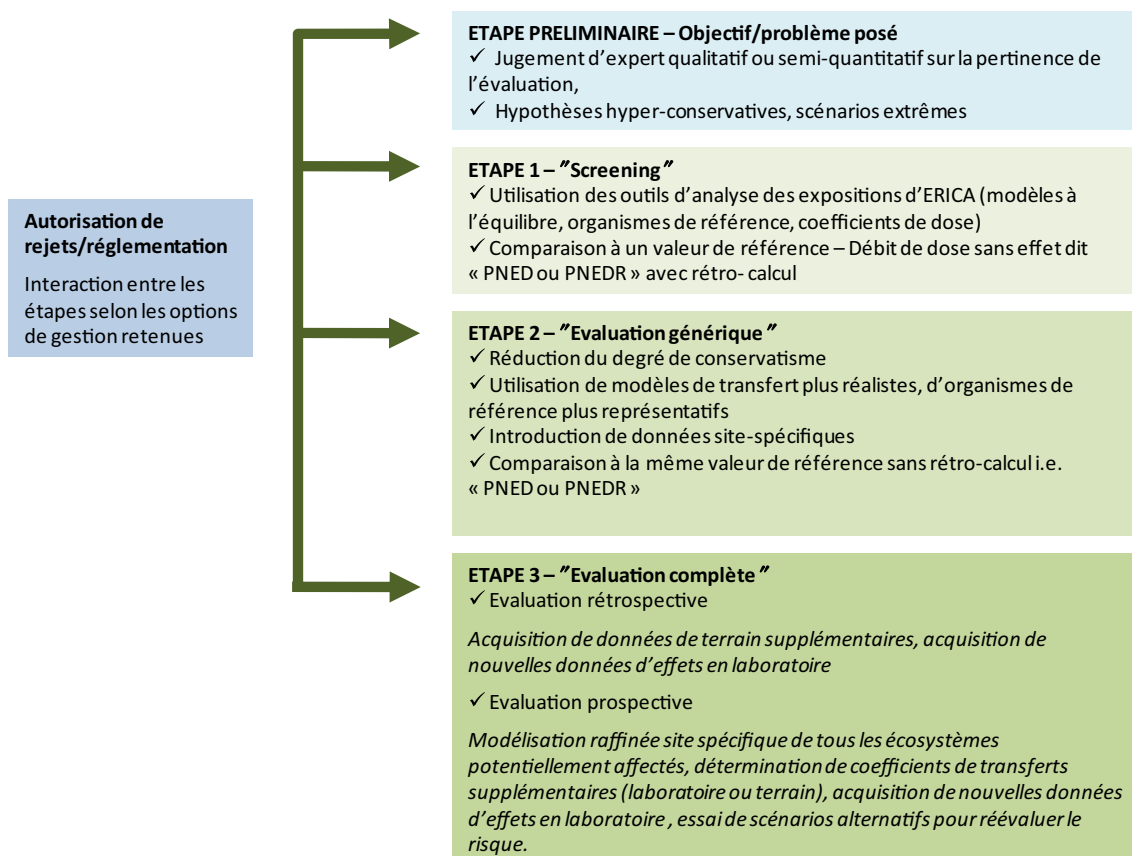 Autorisation de
rejets/réglementation
Interaction entre les
étapes selon les options
de gestion retenues
ETAPE PRELIMINAIRE – Objectif/problème posé
✓ Jugement d'expert qualitatif ou semi-quantitatif sur la pertinence de
l'évaluation,
✓ Hypothèses hyper-conservatives, scénarios extrêmes
ETAPE 1 – "Screening"
✓ Utilisation des outils d'analyse des expositions d'ERICA (modèles à
l'équilibre, organismes de référence, coefficients de dose)
✓ Comparaison à un valeur de référence – Débit de dose sans effet dit
« PNED ou PNEDR » avec rétro- calcul
ETAPE 2 – "Evaluation générique"
✓ Réduction du degré de conservatisme
✓ Utilisation de modèles de transfert plus réalistes, d'organismes de
référence plus représentatifs
✓ Introduction de données site-spécifiques
✓ Comparaison à la même valeur de référence sans rétro-calcul i.e.
« PNED ou PNEDR »
ETAPE 3 – "Evaluation complète"
✓ Evaluation rétrospective
Acquisition de données de terrain supplémentaires, acquisition de
nouvelles données d'effets en laboratoire
✓ Evaluation prospective
Modélisation raffinée site spécifique de tous les écosystèmes
potentiellement affectés, détermination de coefficients de transferts
supplémentaires (laboratoire ou terrain), acquisition de nouvelles données
d'effets en laboratoire , essai de scénarios alternatifs pour réévaluer le
risque.